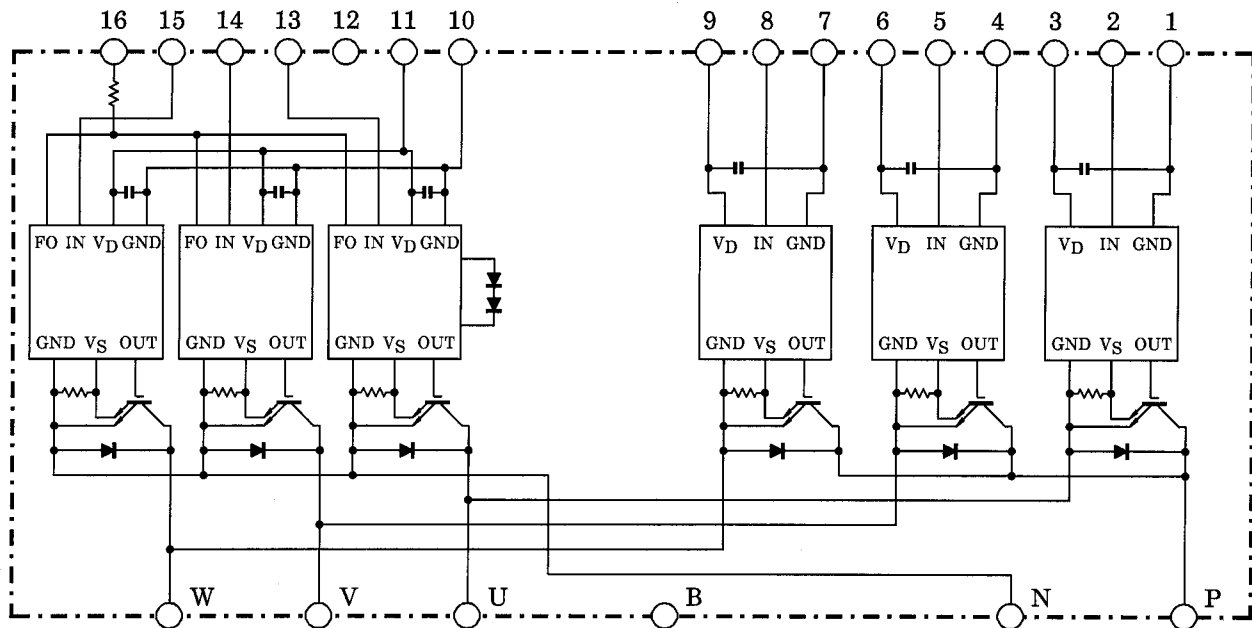 16 15 14 13 12 11 10 9 8 7 6 5 4 3 2 1
FO IN VD GND FO IN VD GND FO IN VD GND VD IN GND VD IN GND VD IN GND
GND VS OUT GND VS OUT GND VS OUT GND VS OUT GND VS OUT GND VS OUT
W V U B N P